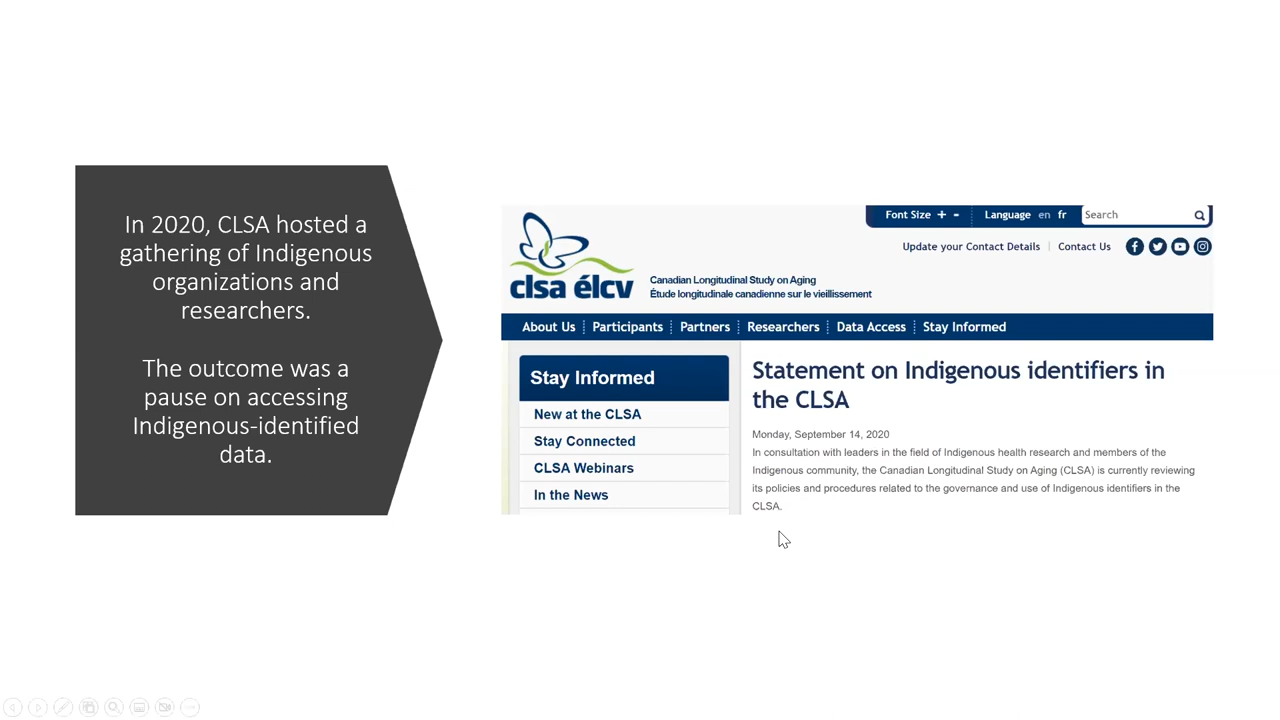 In 2020, CLSA hosted a
gathering of Indigenous
organizations and
researchers.
The outcome was a
pause on accessing
Indigenous-identified
data.
Font Size + -
Language en fr
Search
Update your Contact Details
Contact Us
clsa élcv
Canadian Longitudinal Study on Aging
Étude longitudinale canadienne sur le vieillissement
About Us
Participants
Partners
Researchers
Data Access
Stay Informed
Stay Informed
New at the CLSA
Stay Connected
CLSA Webinars
In the News
Statement on Indigenous identifiers in
the CLSA
Monday, September 14, 2020
In consultation with leaders in the field of Indigenous health research and members of the
Indigenous community, the Canadian Longitudinal Study on Aging (CLSA) is currently reviewing
its policies and procedures related to the governance and use of Indigenous identifiers in the
CLSA.